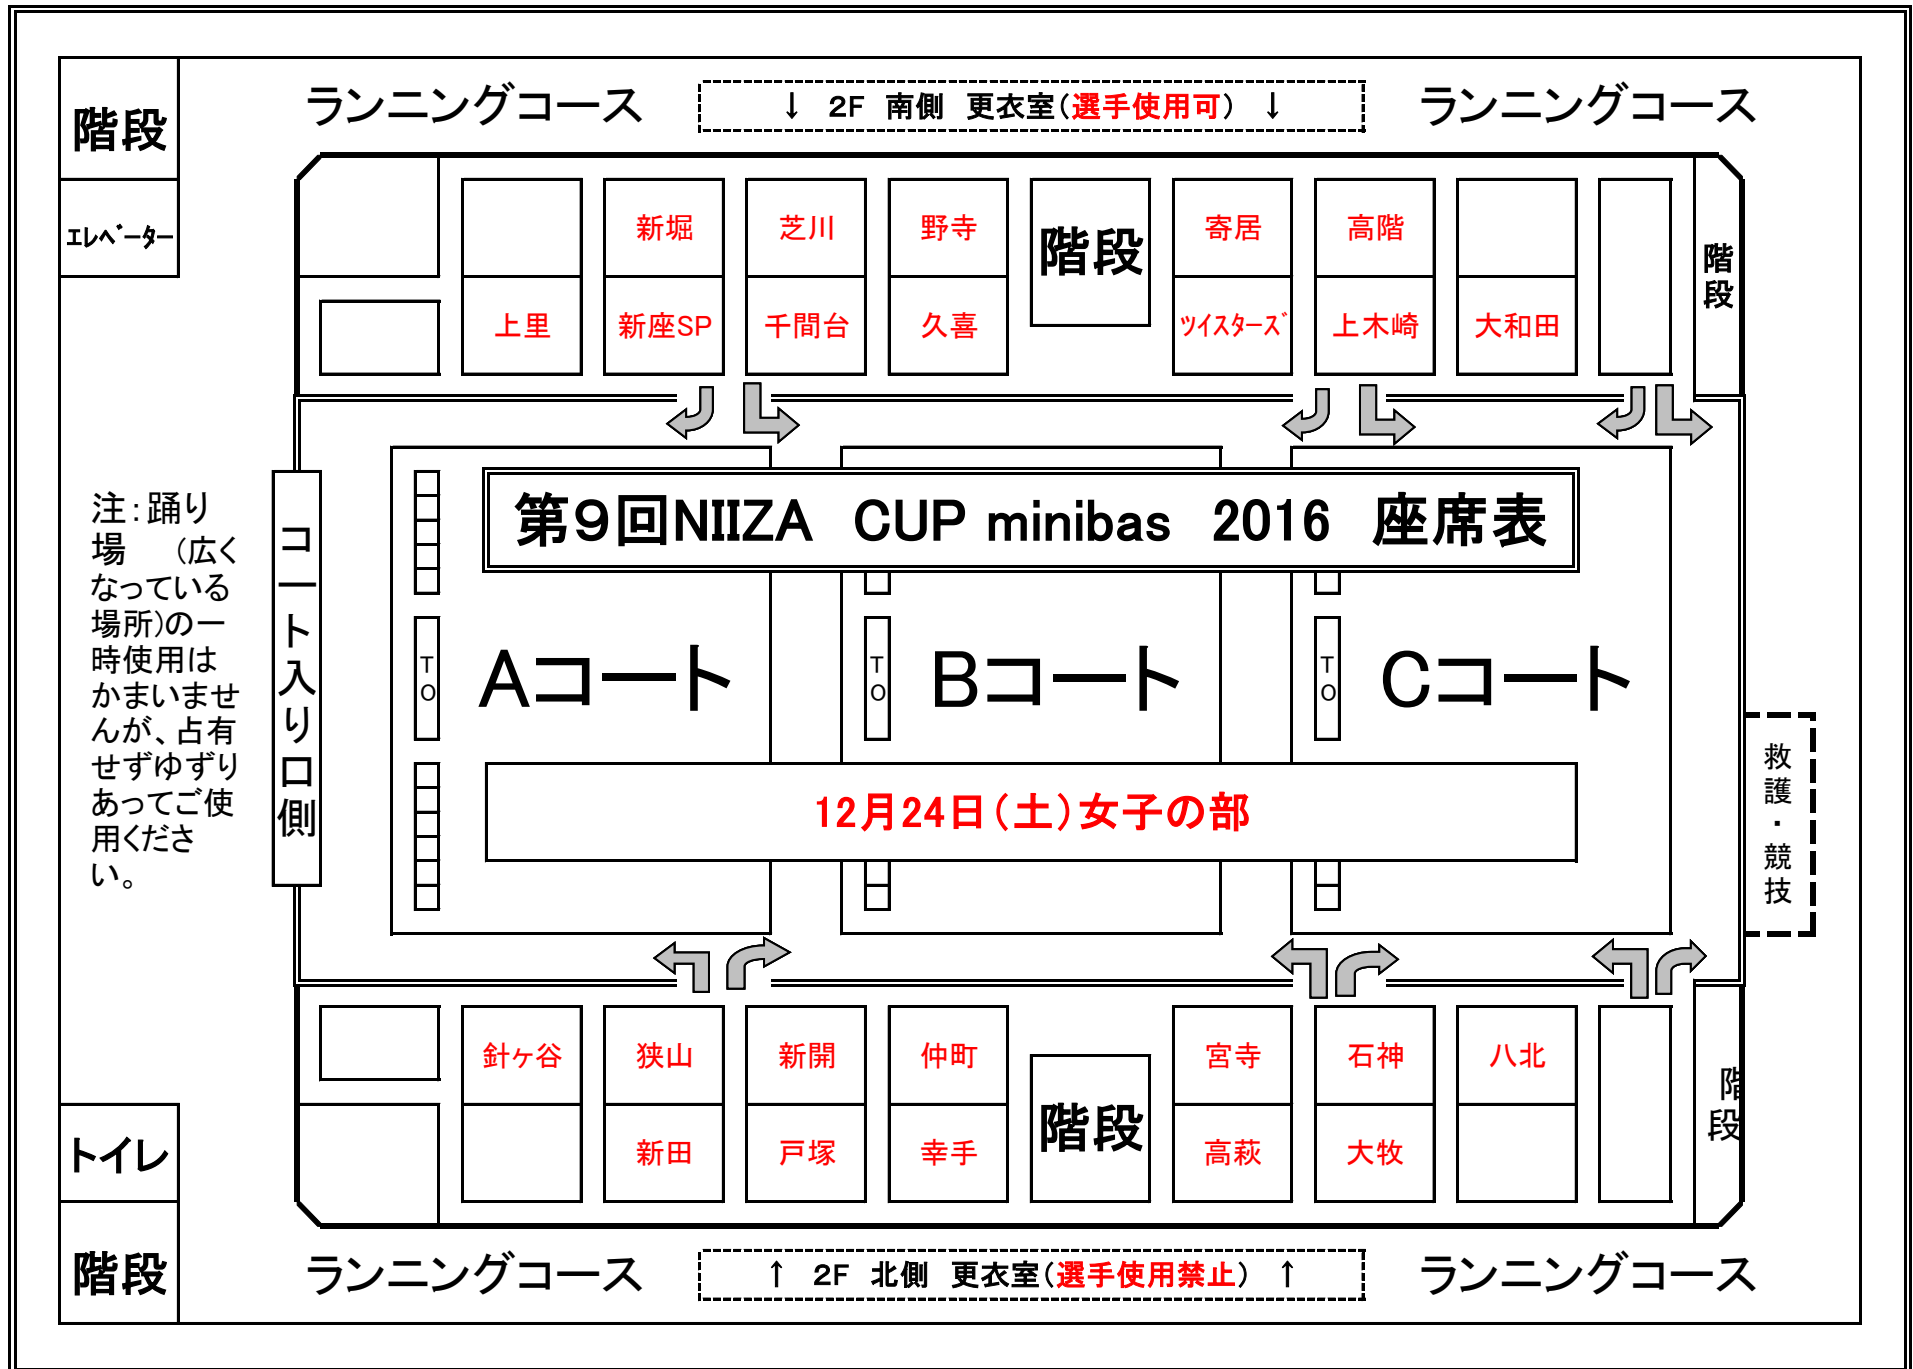 階段
ランニングコース
↓ 2F 南側 更衣室(選手使用可) ↓
ランニングコース
エレベーター
新堀
芝川
野寺
階段
寄居
高階
階段
上里
新座SP
千間台
久喜
ツイスターズ
上木崎
大和田
注:踊り
場 (広く
なっている
場所)の一
時使用は
かまいませ
んが、占有
せずゆずり
あってご使
用くださ
い。
コート入り口側
第9回NIIZA CUP minibas 2016 座席表
TO
Aコート
TO
Bコート
TO
Cコート
12月24日(土)女子の部
救護・競技
針ヶ谷
狭山
新開
仲町
階段
宮寺
石神
八北
階段
新田
戸塚
幸手
高萩
大牧
トイレ
階段
ランニングコース
↑ 2F 北側 更衣室(選手使用禁止) ↑
ランニングコース